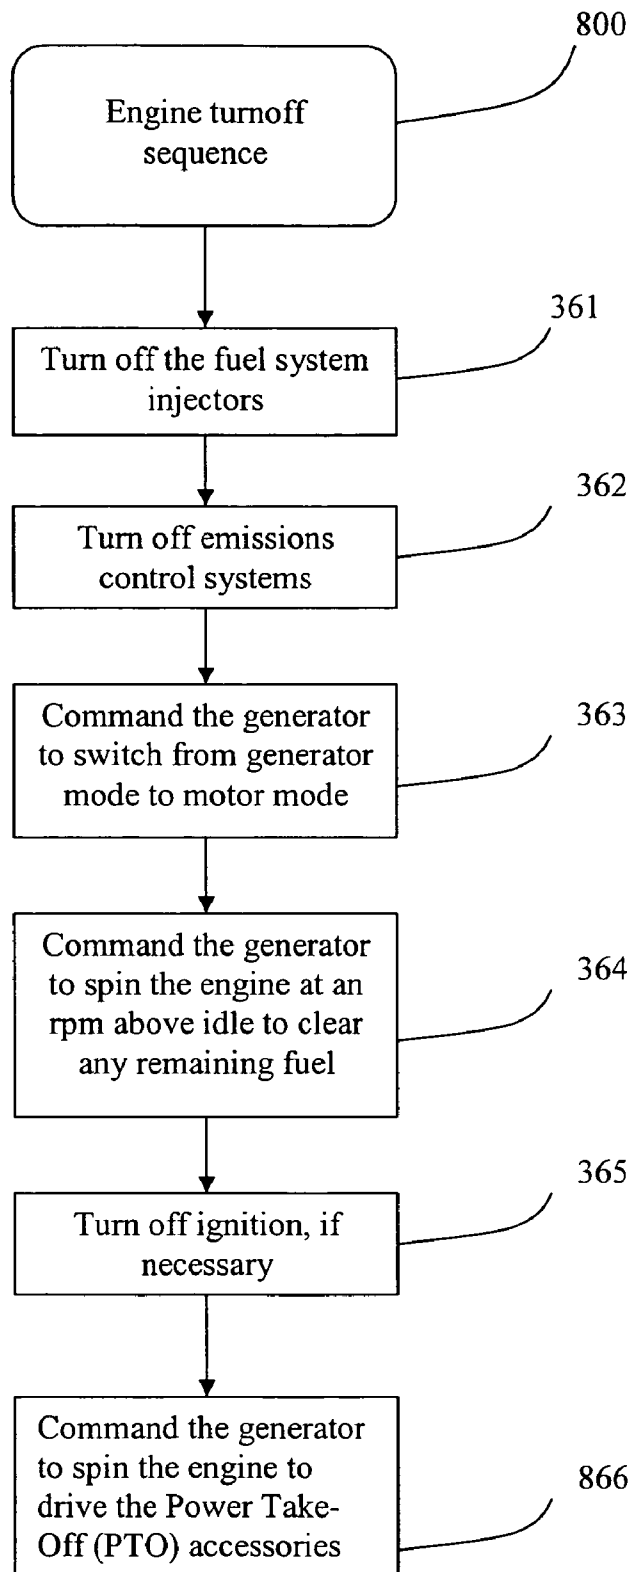 800
Engine turnoff
sequence
361
Turn off the fuel system
injectors
362
Turn off emissions
control systems
363
Command the generator
to switch from generator
mode to motor mode
364
Command the generator
to spin the engine at an
rpm above idle to clear
any remaining fuel
365
Turn off ignition, if
necessary
866
Command the generator
to spin the engine to
drive the Power Take-
Off (PTO) accessories